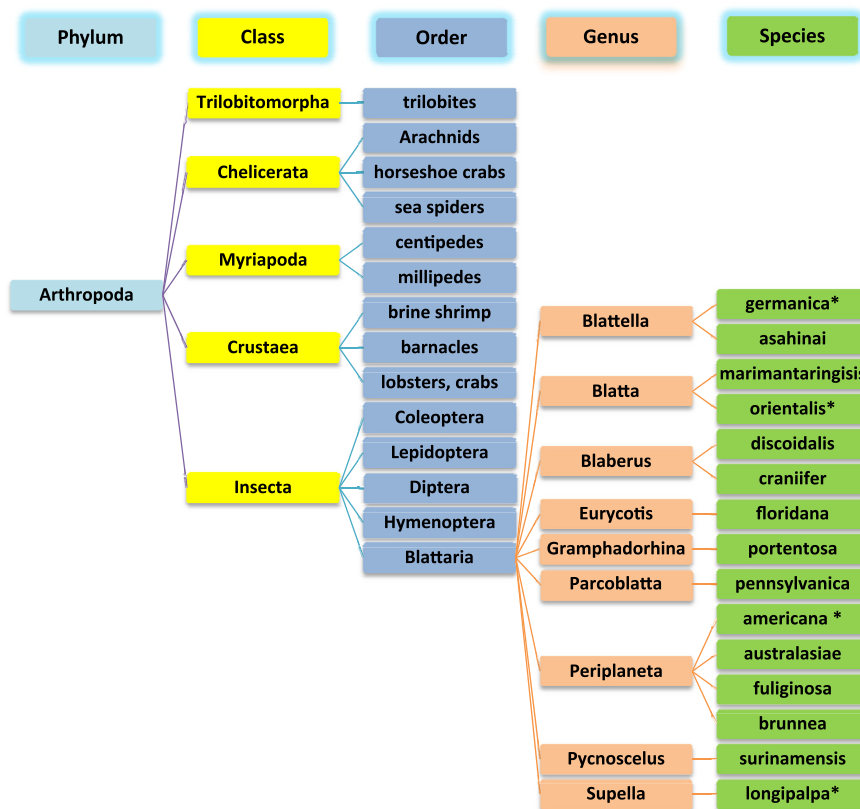 Phylum
Class
Order
Genus
Species
Trilobitomorpha
trilobites
Arachnids
Chelicerata
horseshoe crabs
sea spiders
centipedes
Myriapoda
millipedes
Arthropoda
brine shrimp
Crustaea
barnacles
lobsters, crabs
Coleoptera
Lepidoptera
Insecta
Diptera
Hymenoptera
Blattaria
Blattella
germanica*
asahinai
Blatta
marimantaringisis
orientalis*
Blaberus
discoidalis
craniifer
Eurycotis
floridana
Gramphadorhina
portentosa
Parcoblatta
pennsylvanica
Periplaneta
americana *
australasiae
fuliginosa
brunnea
Pycnoscelus
surinamensis
Supella
longipalpa*